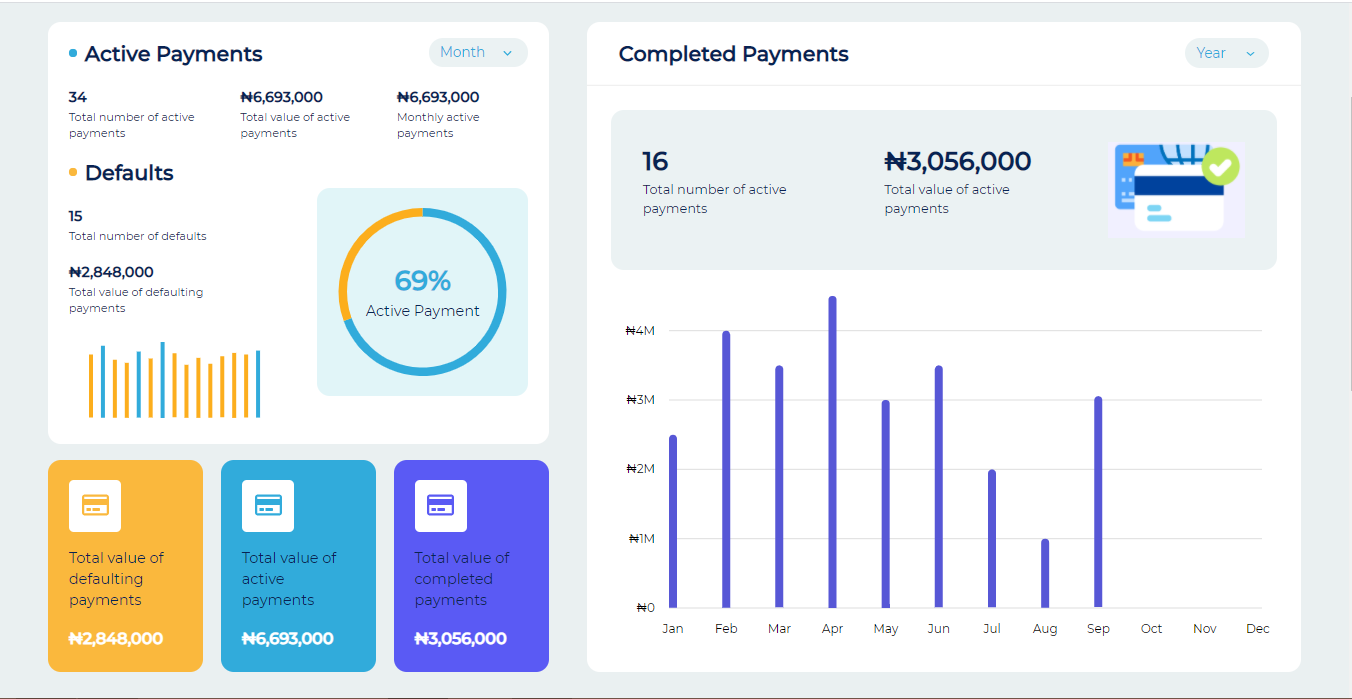 Active Payments
Month
34
Total number of active
payments
₦6,693,000
Total value of active
payments
₦6,693,000
Monthly active
payments
Defaults
15
Total number of defaults
₦2,848,000
Total value of defaulting
payments
69%
Active Payment
Total value of
defaulting
payments
₦2,848,000
Total value of
active
payments
₦6,693,000
Total value of
completed
payments
₦3,056,000
Completed Payments
Year
16
Total number of active
payments
₦3,056,000
Total value of active
payments
₦4M
₦3M
₦2M
₦1M
₦0
Jan Feb Mar Apr May Jun Jul Aug Sep Oct Nov Dec